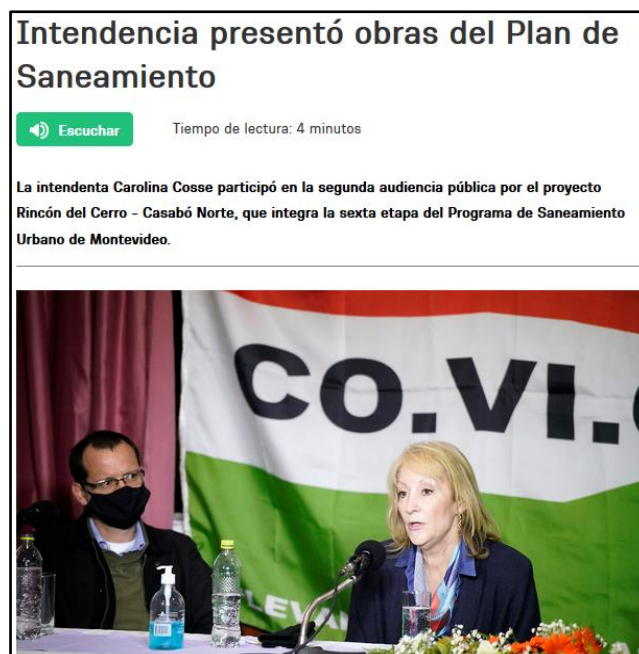 Intendencia presentó obras del Plan de
Saneamiento
Escuchar
Tiempo de lectura: 4 minutos
La intendenta Carolina Cosse participó en la segunda audiencia pública por el proyecto
Rincón del Cerro - Casabó Norte, que integra la sexta etapa del Programa de Saneamiento
Urbano de Montevideo.
CO.VI.